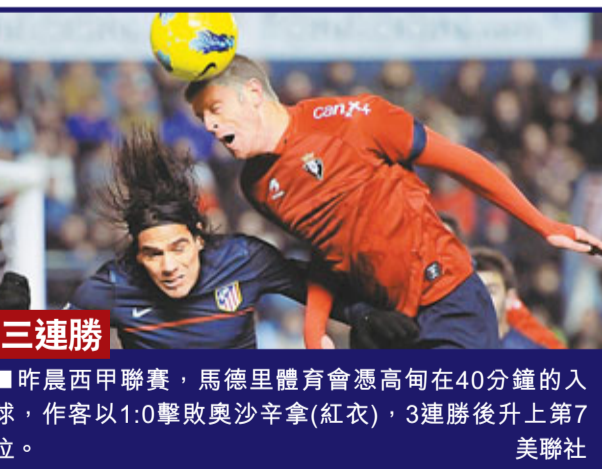 can
三連勝
■昨晨西甲聯賽，馬德里體育會憑高甸在40分鐘的入
球，作客以1:0擊敗奧沙辛拿(紅衣)，3連勝後升上第7
位。 美聯社